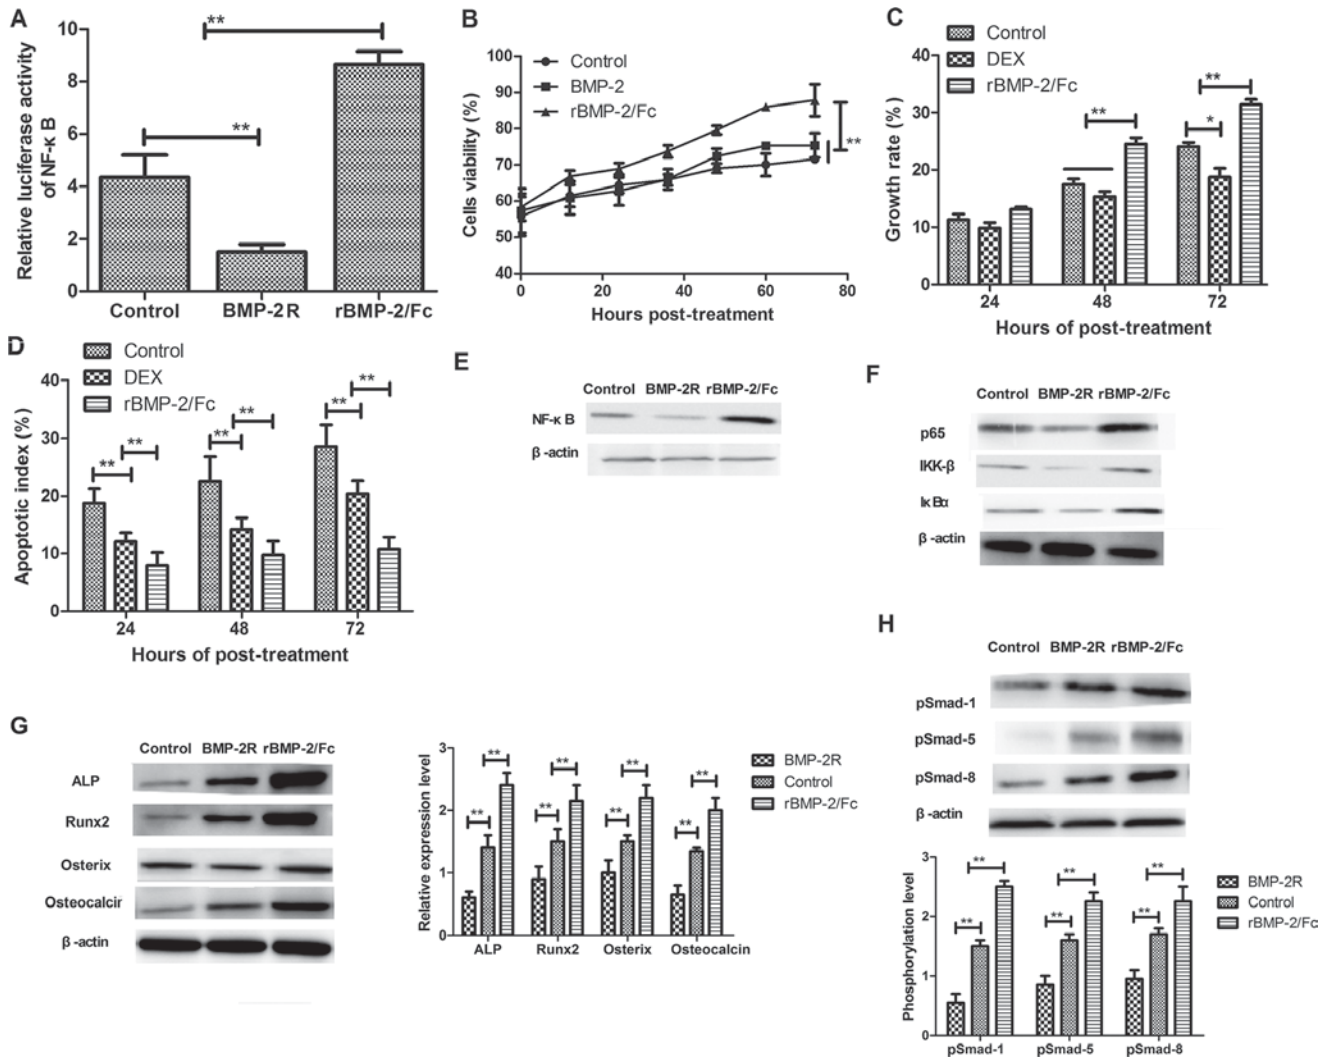 A
Relative luciferase activity
of NF-κ B
10
8
6
4
2
0
**
**
Control
BMP-2R
rBMP-2/Fc
B
Cells viability (%)
100
90
80
70
60
50
40
Control
BMP-2
rBMP-2/Fc
**
0
20
40
60
80
Hours post-treatment
C
Control
DEX
rBMP-2/Fc
Growth rate (%)
40
30
20
10
0
**
**
*
24
48
72
Hours of post-treatment
D
Control
DEX
rBMP-2/Fc
Apoptotic index (%)
40
30
20
10
0
**
**
**
**
**
**
24
48
72
Hours of post-treatment
E
Control BMP-2R rBMP-2/Fc
NF-κ B
β-actin
F
Control BMP-2R rBMP-2/Fc
p65
IKK-β
IκBα
β-actin
G
Control BMP-2R rBMP-2/Fc
ALP
Runx2
Osterix
Osteocalcir
β-actin
Relative expression level
3
2
1
0
**
**
**
**
**
**
**
**
ALP
Runx2
Osterix
Osteocalcin
BMP-2R
Control
rBMP-2/Fc
H
Control BMP-2R rBMP-2/Fc
pSmad-1
pSmad-5
pSmad-8
β-actin
Phosphorylation level
3
2
1
0
**
**
**
**
**
**
pSmad-1
pSmad-5
pSmad-8
BMP-2R
Control
rBMP-2/Fc